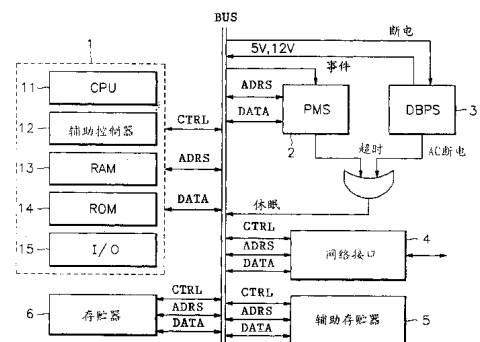 BUS
1
断电
5V,12V
事件
11
CPU
ADRS
PMS
DBPS
3
12
辅助控制器
CTRL
DATA
2
超时
AC断电
13
RAM
ADRS
14
ROM
DATA
休眠
CTRL
4
15
I/O
ADRS
网络接口
DATA
6
存贮器
CTRL
ADRS
DATA
CTRL
ADRS
DATA
辅助存贮器
5